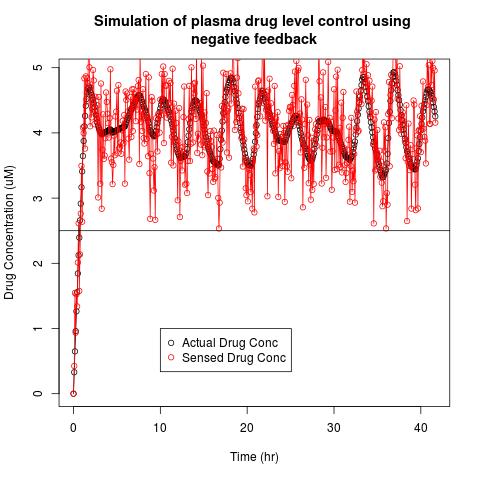 Simulation of plasma drug level control using
negative feedback
Drug Concentration (uM)
5
4
3
2
1
0
Actual Drug Conc
Sensed Drug Conc
0 10 20 30 40
Time (hr)